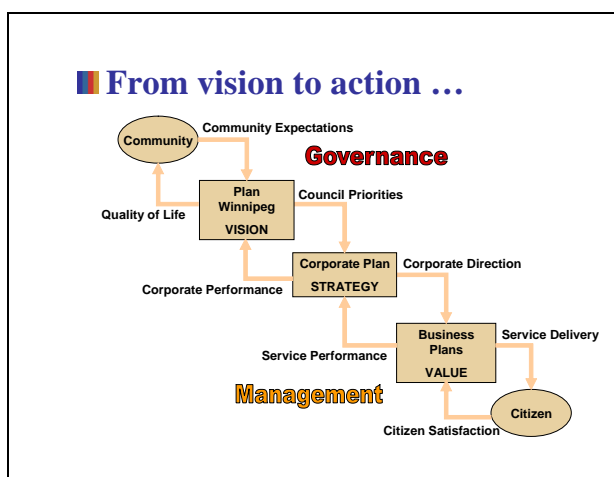 From vision to action …
Community Expectations
Community
Governance
Plan
Winnipeg
VISION
Council Priorities
Quality of Life
Corporate Plan
STRATEGY
Corporate Direction
Corporate Performance
Business
Plans
VALUE
Service Delivery
Service Performance
Management
Citizen
Citizen Satisfaction